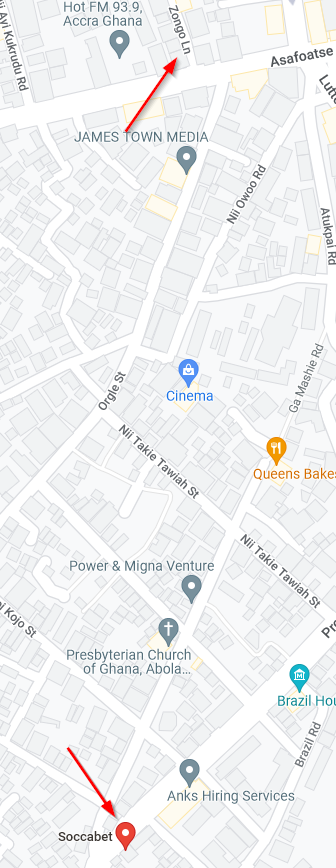 Hot FM 93.9,
Accra Ghana
Zongo Ln
Kukrudu Rd
Asafoatse
JAMES TOWN MEDIA
Nii Owoo Rd
Atukpai Rd
Ga Mashie Rd
Orgle St
Cinema
Nii Takie Tawiah St
Queens Bakes
Nii Takie Tawiah St
Power & Migna Venture
Kojo St
Presbyterian Church
of Ghana, Abola...
Brazil Hou
Brazil Rd
Anks Hiring Services
Soccabet